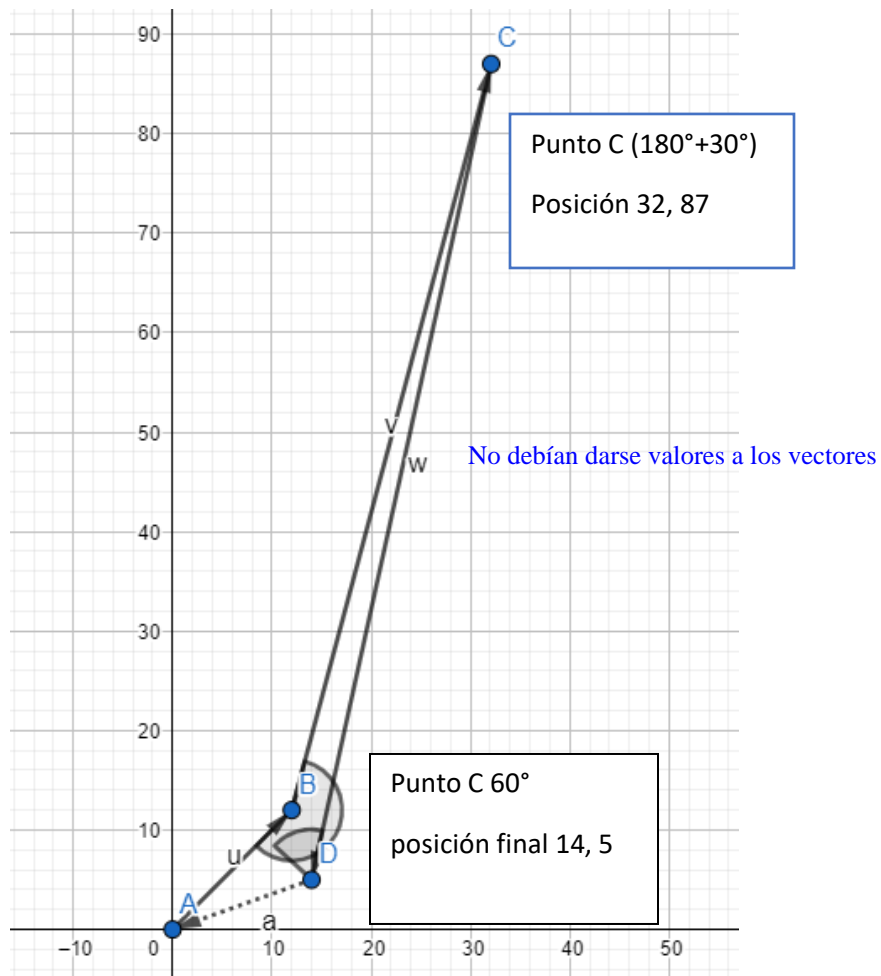 90
C
80
Punto C (180°+30°)
Posición 32, 87
70
60
50
v
w
No debían darse valores a los vectores
40
30
20
B
Punto C 60°
posición final 14, 5
10
u
D
A
a
−10
0
10
20
30
40
50